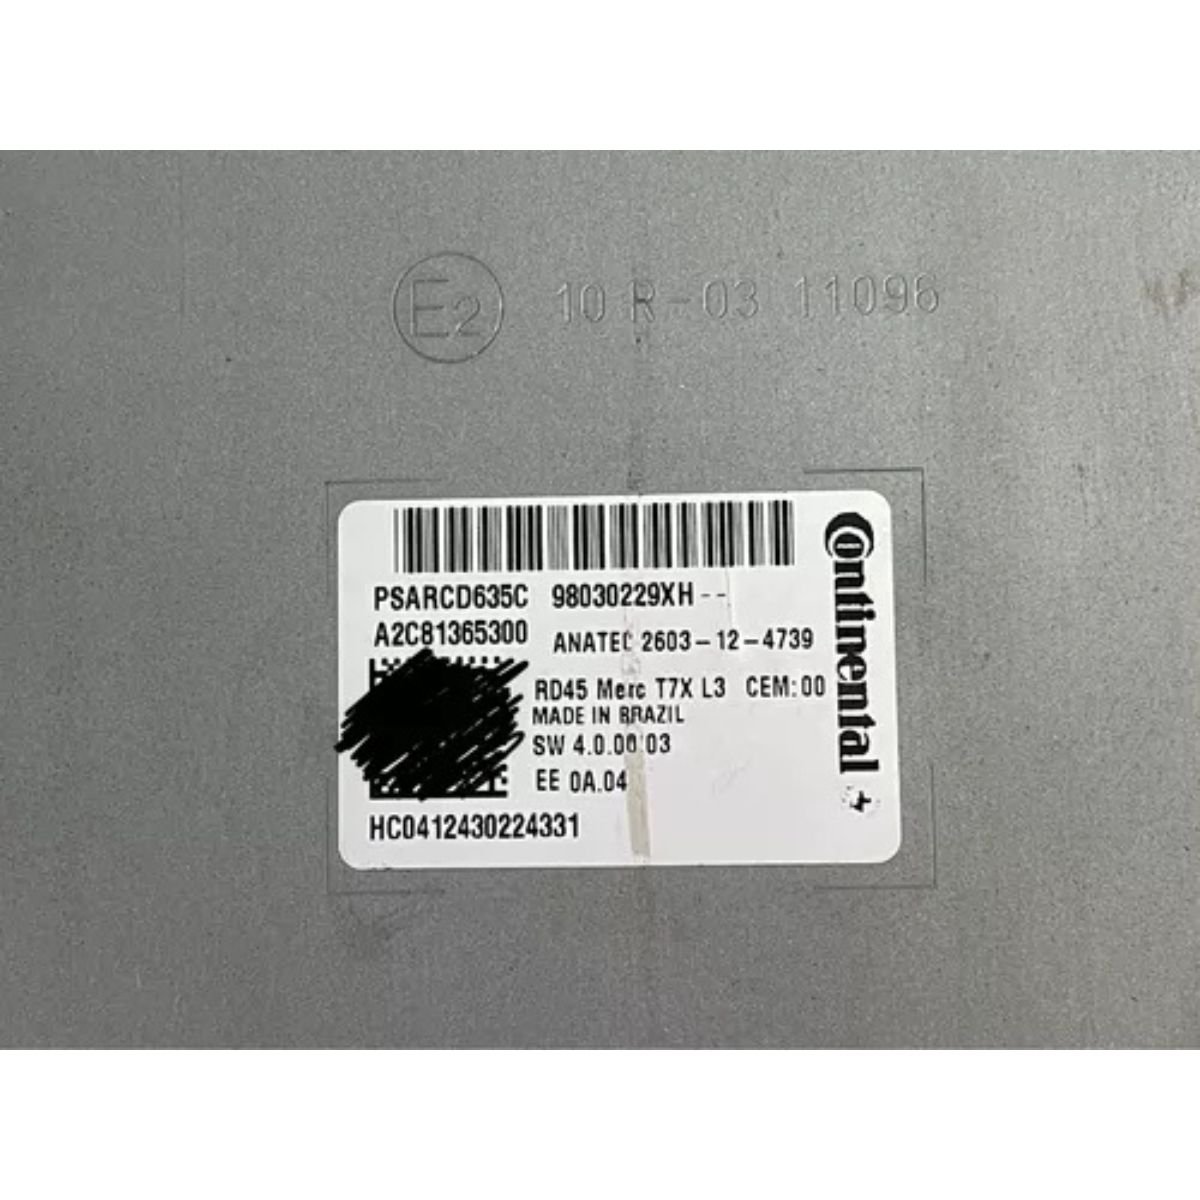 E2 10 R-03 11096
PSARCD635C 98030229XH--
A2C81365300 ANATEL 2603-12-4739
RD45 Merc T7X L3 CEM:00
MADE IN BRAZIL
SW 4.0.00.03
EE 0A.04
HC0412430224331
Continental